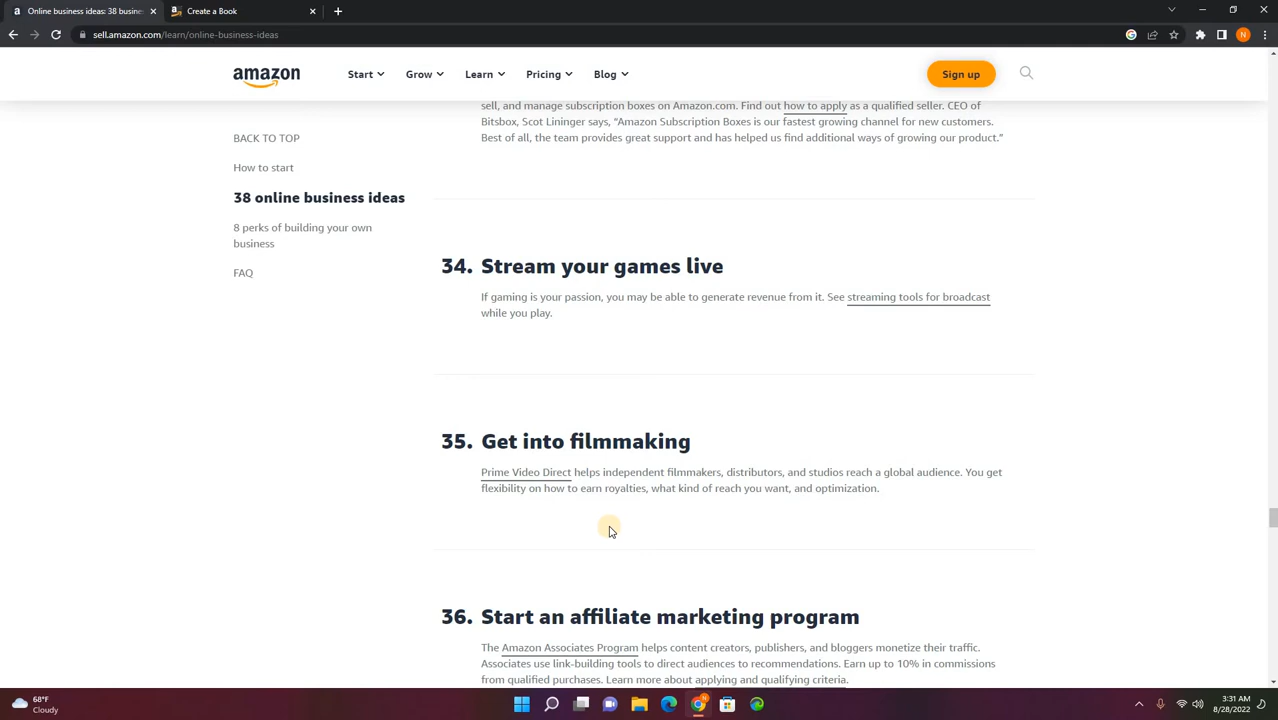 Online business ideas: 38 busine
Create a Book
sell.amazon.com/learn/online-business-ideas
N
amazon
Start
Grow
Learn
Pricing
Blog
Sign up
sell, and manage subscription boxes on Amazon.com. Find out how to apply as a qualified seller. CEO of
Bitsbox, Scot Lininger says, “Amazon Subscription Boxes is our fastest growing channel for new customers.
Best of all, the team provides great support and has helped us find additional ways of growing our product.”
BACK TO TOP
How to start
38 online business ideas
8 perks of building your own
business
FAQ
34. Stream your games live
If gaming is your passion, you may be able to generate revenue from it. See streaming tools for broadcast
while you play.
35. Get into filmmaking
Prime Video Direct helps independent filmmakers, distributors, and studios reach a global audience. You get
flexibility on how to earn royalties, what kind of reach you want, and optimization.
36. Start an affiliate marketing program
The Amazon Associates Program helps content creators, publishers, and bloggers monetize their traffic.
Associates use link-building tools to direct audiences to recommendations. Earn up to 10% in commissions
from qualified purchases. Learn more about applying and qualifying criteria.
68°F
Cloudy
3:31 AM
8/28/2022